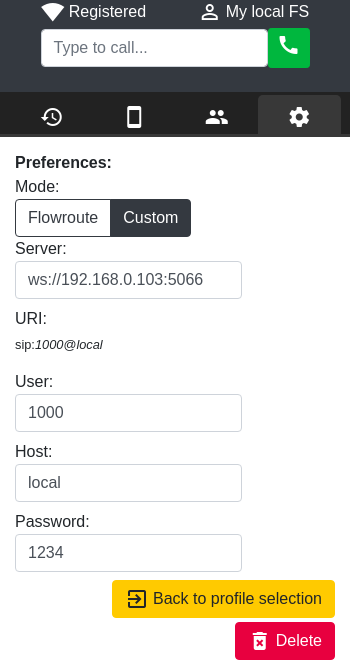 Registered My local FS
Type to call...
Preferences:
Mode:
Flowroute Custom
Server:
ws://192.168.0.103:5066
URI:
sip:1000@local
User:
1000
Host:
local
Password:
1234
Back to profile selection
Delete